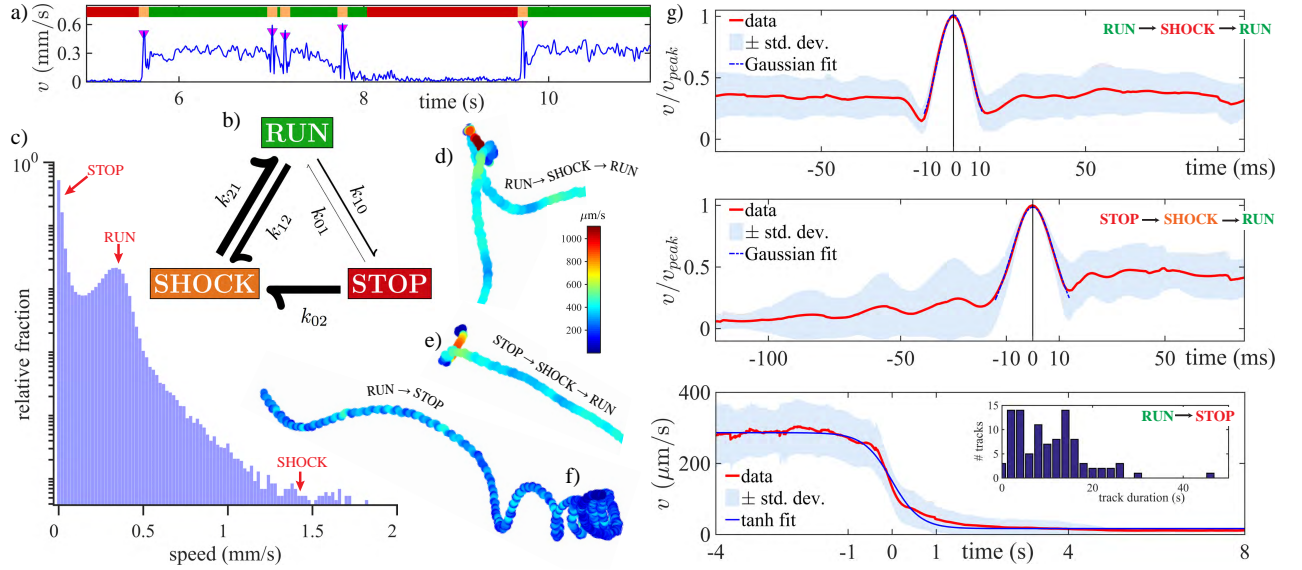 a)
v (mm/s)
0.6
0.3
0
6
8
10
time (s)
b)
RUN
SHOCK
STOP
k21
k12
k01
k10
k02
c)
relative fraction
10^0
STOP
RUN
SHOCK
0
0.5
1
1.5
2
speed (mm/s)
d)
RUN→ SHOCK → RUN
μm/s
1000
800
600
400
200
e)
STOP → SHOCK → RUN
RUN → STOP
f)
g)
v/v_peak
1
0.5
0
data
± std. dev.
Gaussian fit
RUN → SHOCK → RUN
-50
-10
0
10
50
time (ms)
v/v_peak
1
0.5
0
data
± std. dev.
Gaussian fit
STOP → SHOCK → RUN
-100
-50
-10
0
10
50
time (ms)
v (μm/s)
400
200
0
data
± std. dev.
tanh fit
RUN → STOP
# tracks
15
10
5
0
0
20
40
track duration (s)
-4
-1
0
1
time (s)
4
8